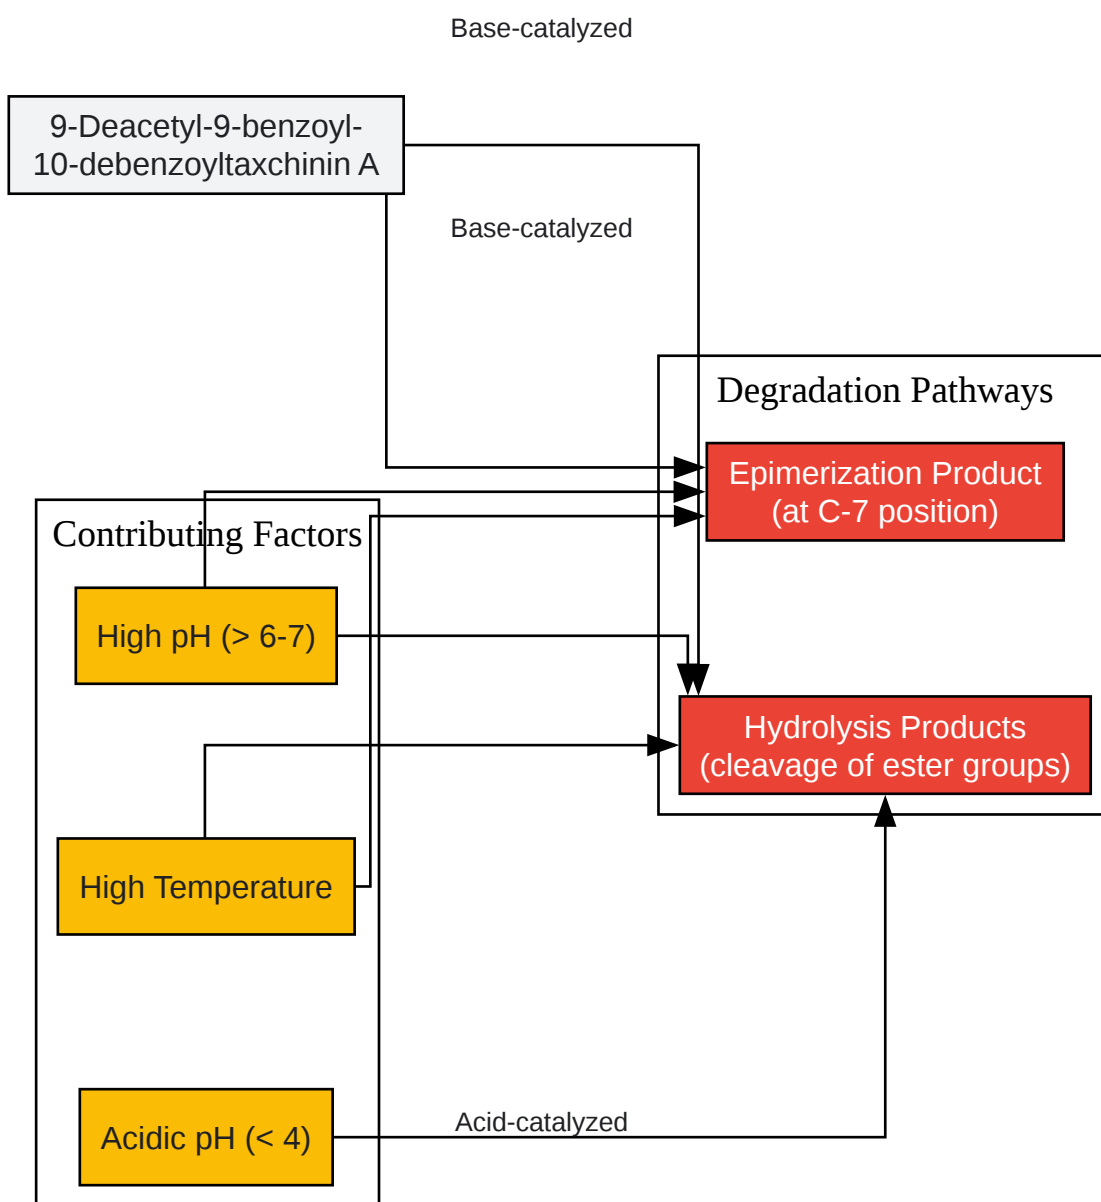 Base-catalyzed
9-Deacetyl-9-benzoyl-
10-debenzoyltaxchinin A
Base-catalyzed
Degradation Pathways
Epimerization Product
(at C-7 position)
Contributing Factors
High pH (> 6-7)
Hydrolysis Products
(cleavage of ester groups)
High Temperature
Acidic pH (< 4)
Acid-catalyzed